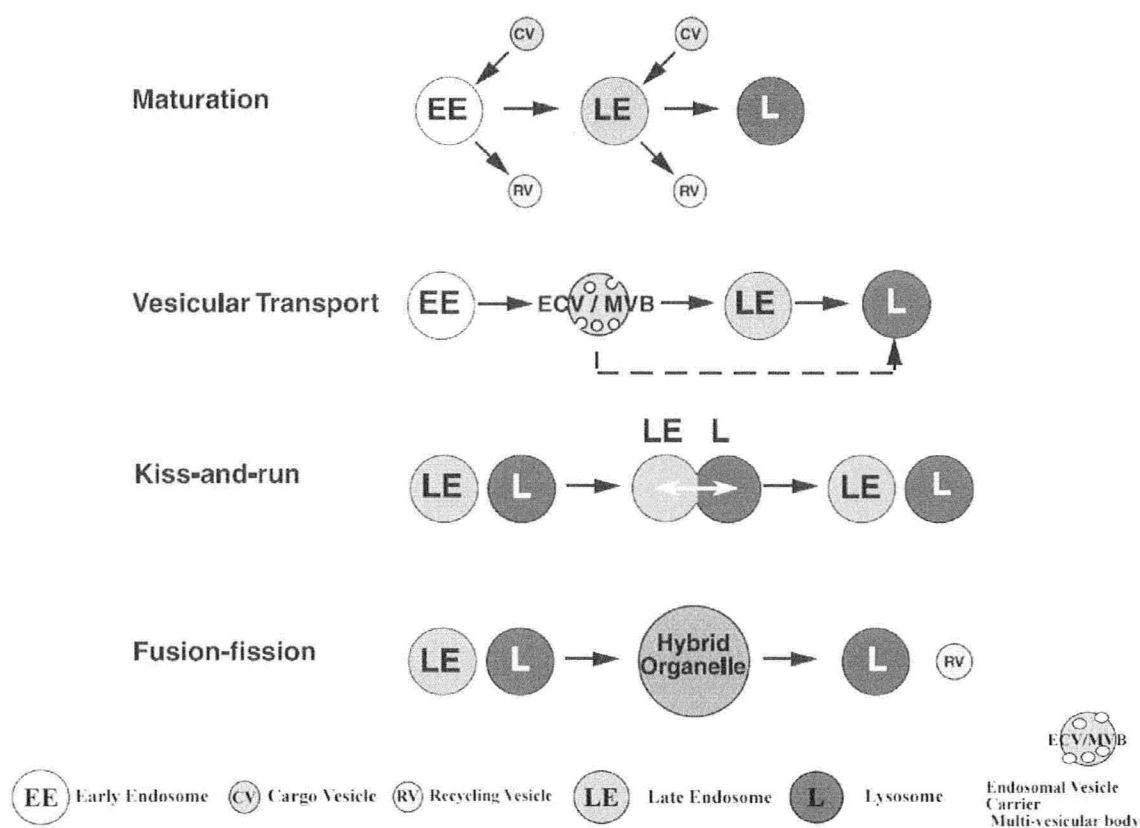 CV CV
Maturation EE LE L
RV RV
Vesicular Transport EE ECV / MVB LE L
LE L
Kiss-and-run LE L LE L
Fusion-fission LE L Hybrid Organelle L RV
ECV/MVB
EE Early Endosome CV Cargo Vesicle RV Recycling Vesicle LE Late Endosome L Lysosome
Endosomal Vesicle
Carrier
Multi-vesicular body